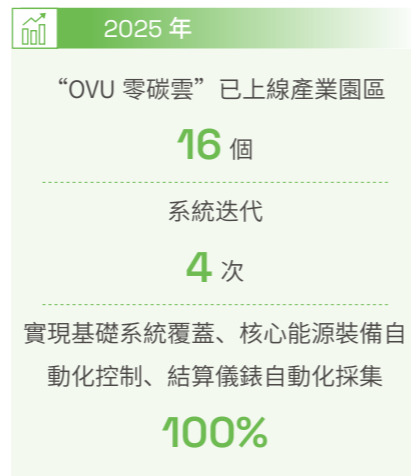 2025 年
“OVU 零碳雲”已上線產業園區
16 個
系統迭代
4 次
實現基礎系統覆蓋、核心能源裝備自
動化控制、結算儀錶自動化採集
100%